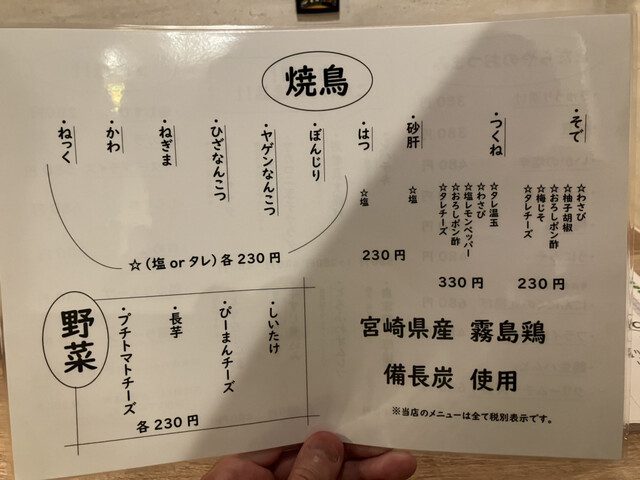 焼鳥
・そで
☆わさび
☆柚子胡椒
☆おろしポン酢
☆梅じそ
☆タレチーズ
230円
・つくね
☆タレ温玉
☆わさび
☆塩レモンペッパー
☆おろしポン酢
☆タレチーズ
330円
・砂肝
☆塩
・はつ
☆塩
230円
・ぼんじり
・ヤゲンなんこつ
・ひざなんこつ
・ねぎま
・かわ
・ねっく
☆(塩orタレ)各230円
野菜
・しいたけ
・ぴーまんチーズ
・長芋
・プチトマトチーズ
各230円
宮崎県産 霧島鶏
備長炭 使用
※当店のメニューは全て税別表示です。